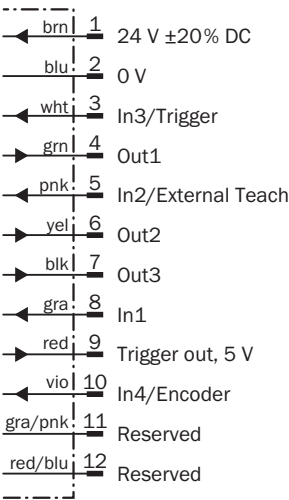 brn 1 24 V ±20% DC
blu 2 0 V
wht 3 In3/Trigger
grn 4 Out1
pnk 5 In2/External Teach
yel 6 Out2
blk 7 Out3
gra 8 In1
red 9 Trigger out, 5 V
vio 10 In4/Encoder
gra/pnk 11 Reserved
red/blu 12 Reserved